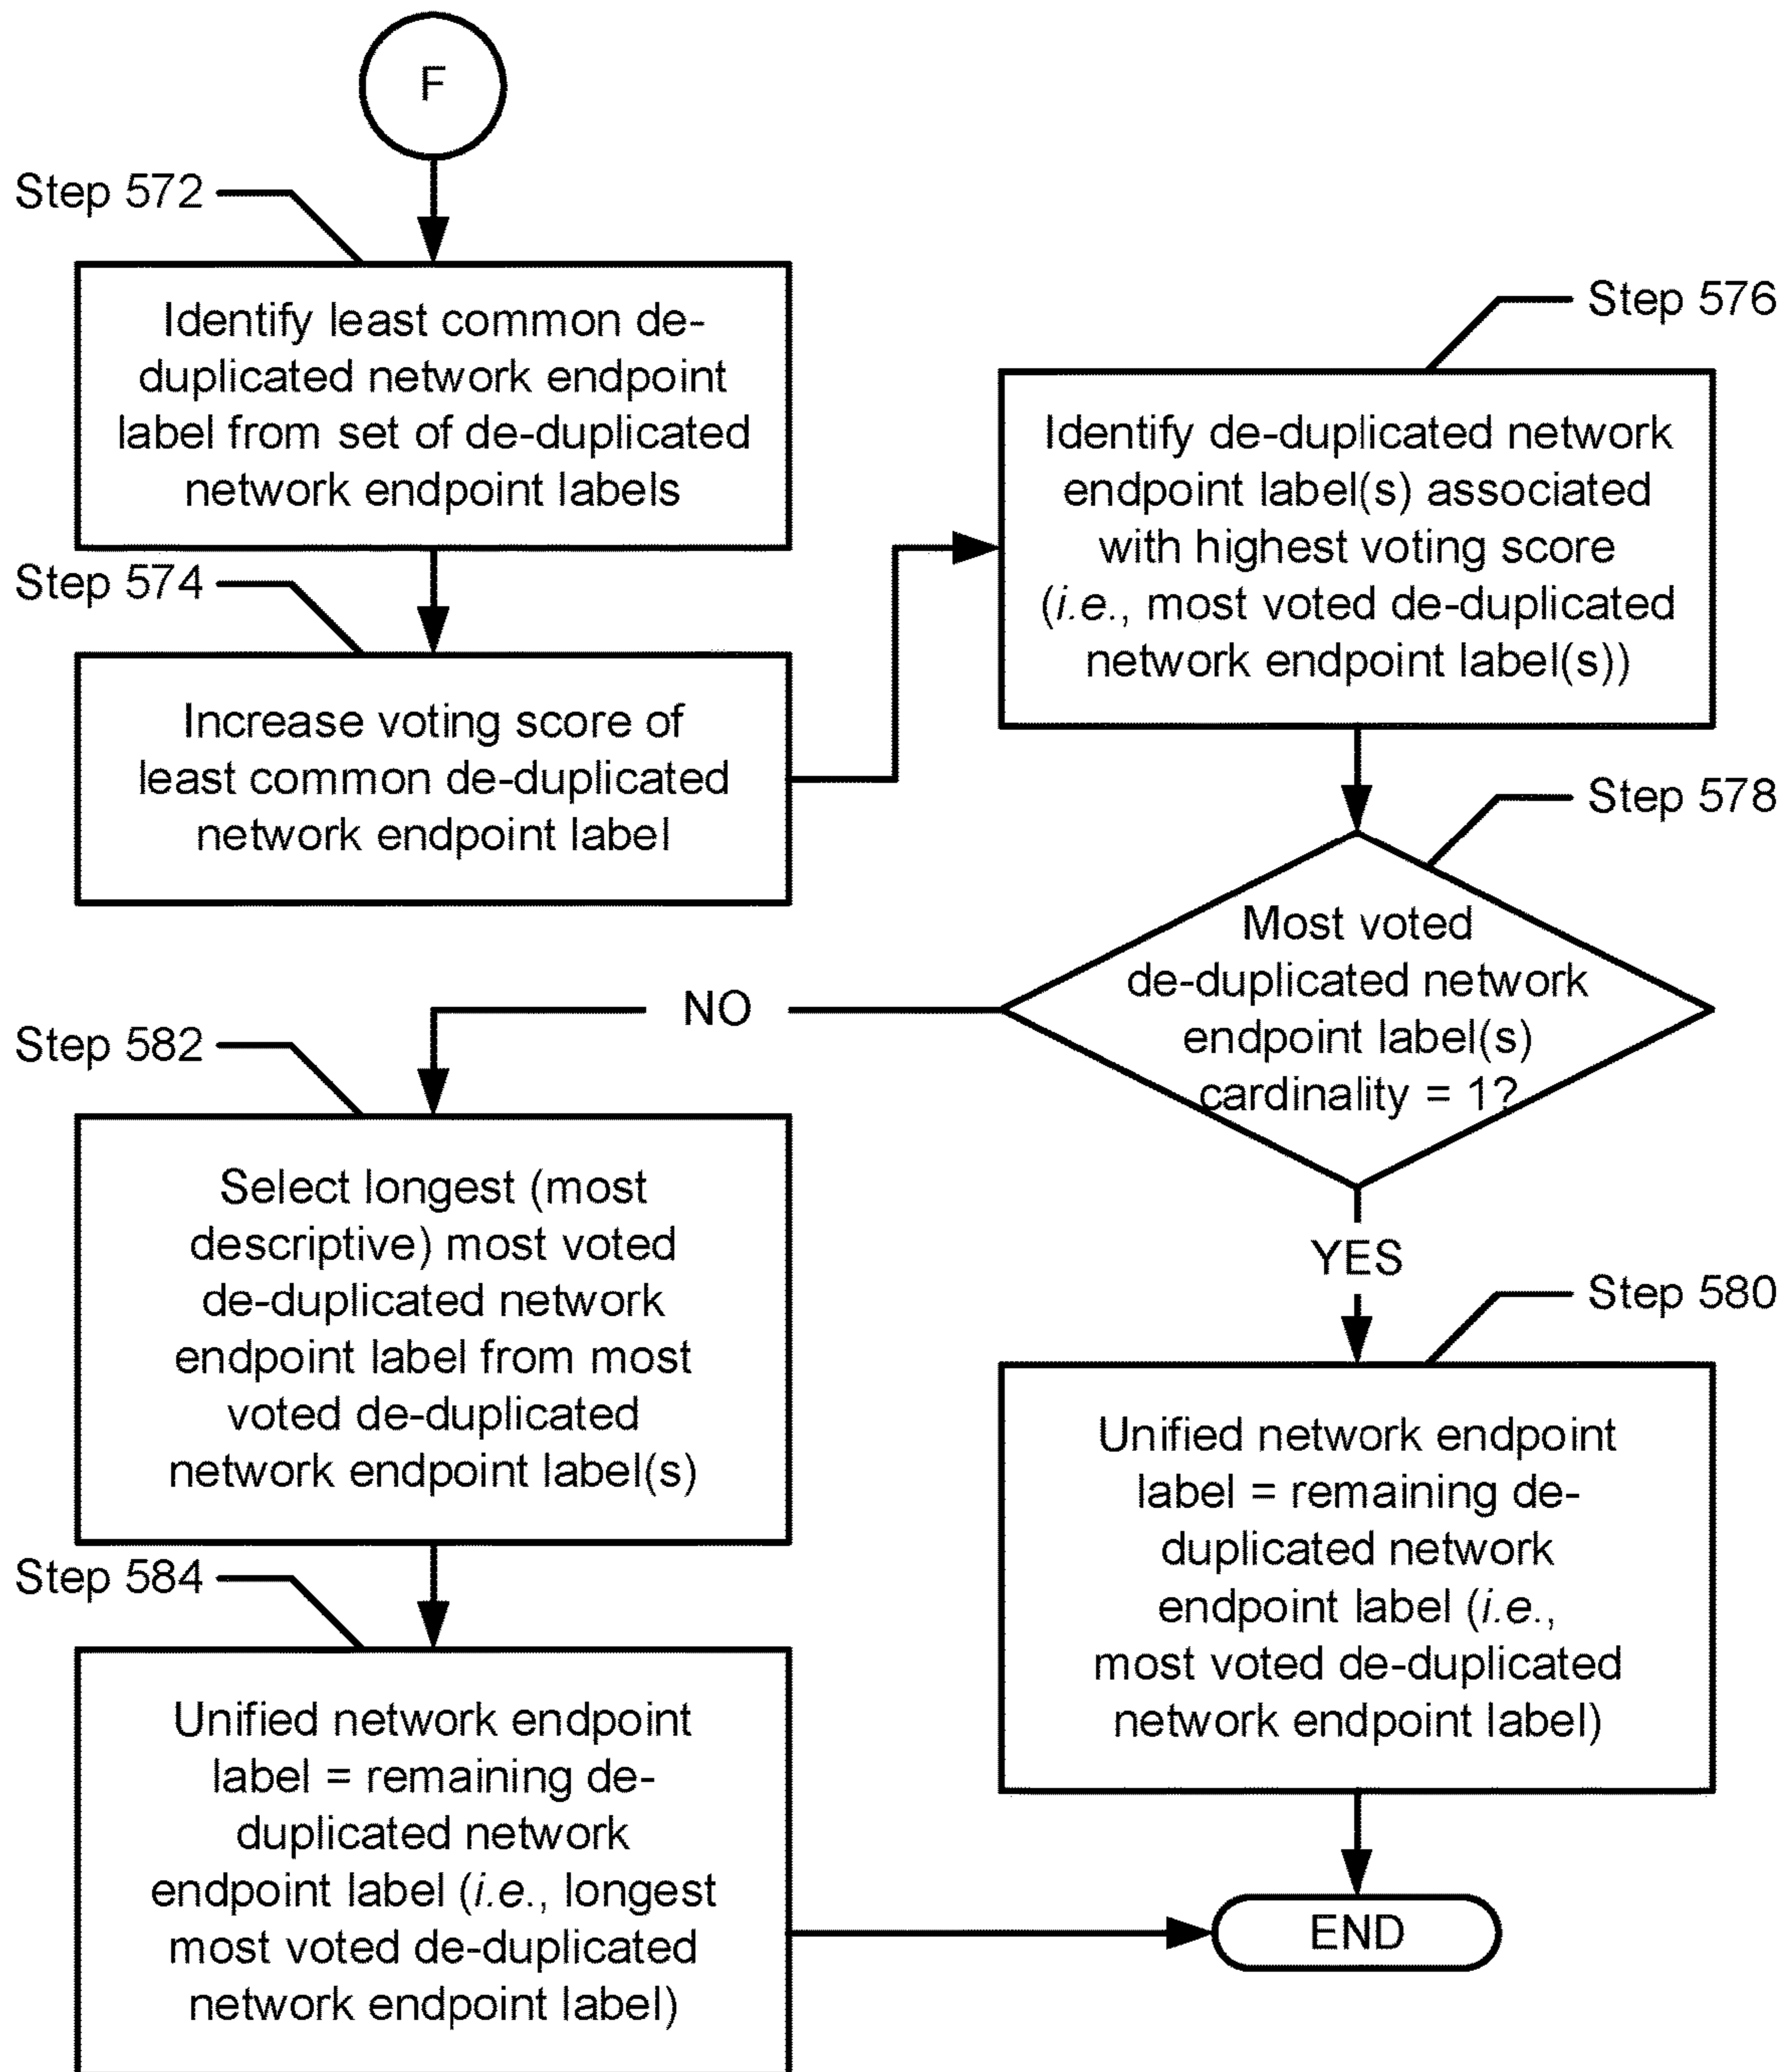 F
Step 572
Identify least common de-
duplicated network endpoint
label from set of de-duplicated
network endpoint labels
Step 574
Increase voting score of
least common de-duplicated
network endpoint label
Step 576
Identify de-duplicated network
endpoint label(s) associated
with highest voting score
(i.e., most voted de-duplicated
network endpoint label(s))
Step 578
Most voted
de-duplicated network
endpoint label(s)
cardinality = 1?
NO
YES
Step 582
Select longest (most
descriptive) most voted
de-duplicated network
endpoint label from most
voted de-duplicated
network endpoint label(s)
Step 584
Unified network endpoint
label = remaining de-
duplicated network
endpoint label (i.e., longest
most voted de-duplicated
network endpoint label)
Step 580
Unified network endpoint
label = remaining de-
duplicated network
endpoint label (i.e.,
most voted de-duplicated
network endpoint label)
END